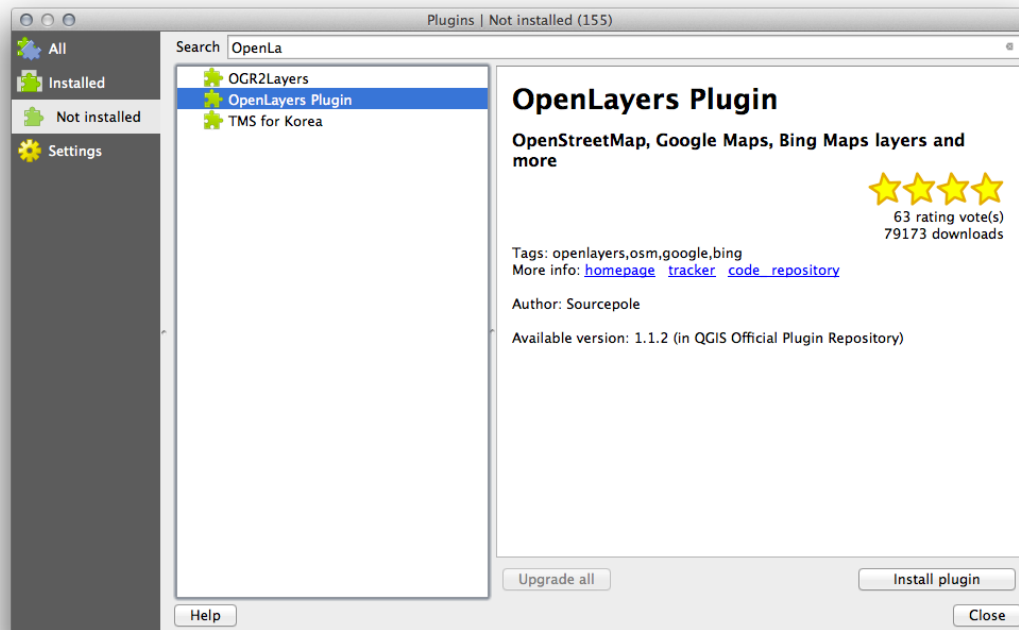 Plugins | Not installed (155)
All
Installed
Not installed
Settings
Search OpenLa
OGR2Layers
OpenLayers Plugin
TMS for Korea
OpenLayers Plugin
OpenStreetMap, Google Maps, Bing Maps layers and
more
63 rating vote(s)
79173 downloads
Tags: openlayers,osm,google,bing
More info: homepage tracker code repository
Author: Sourcepole
Available version: 1.1.2 (in QGIS Official Plugin Repository)
Upgrade all Install plugin
Help Close